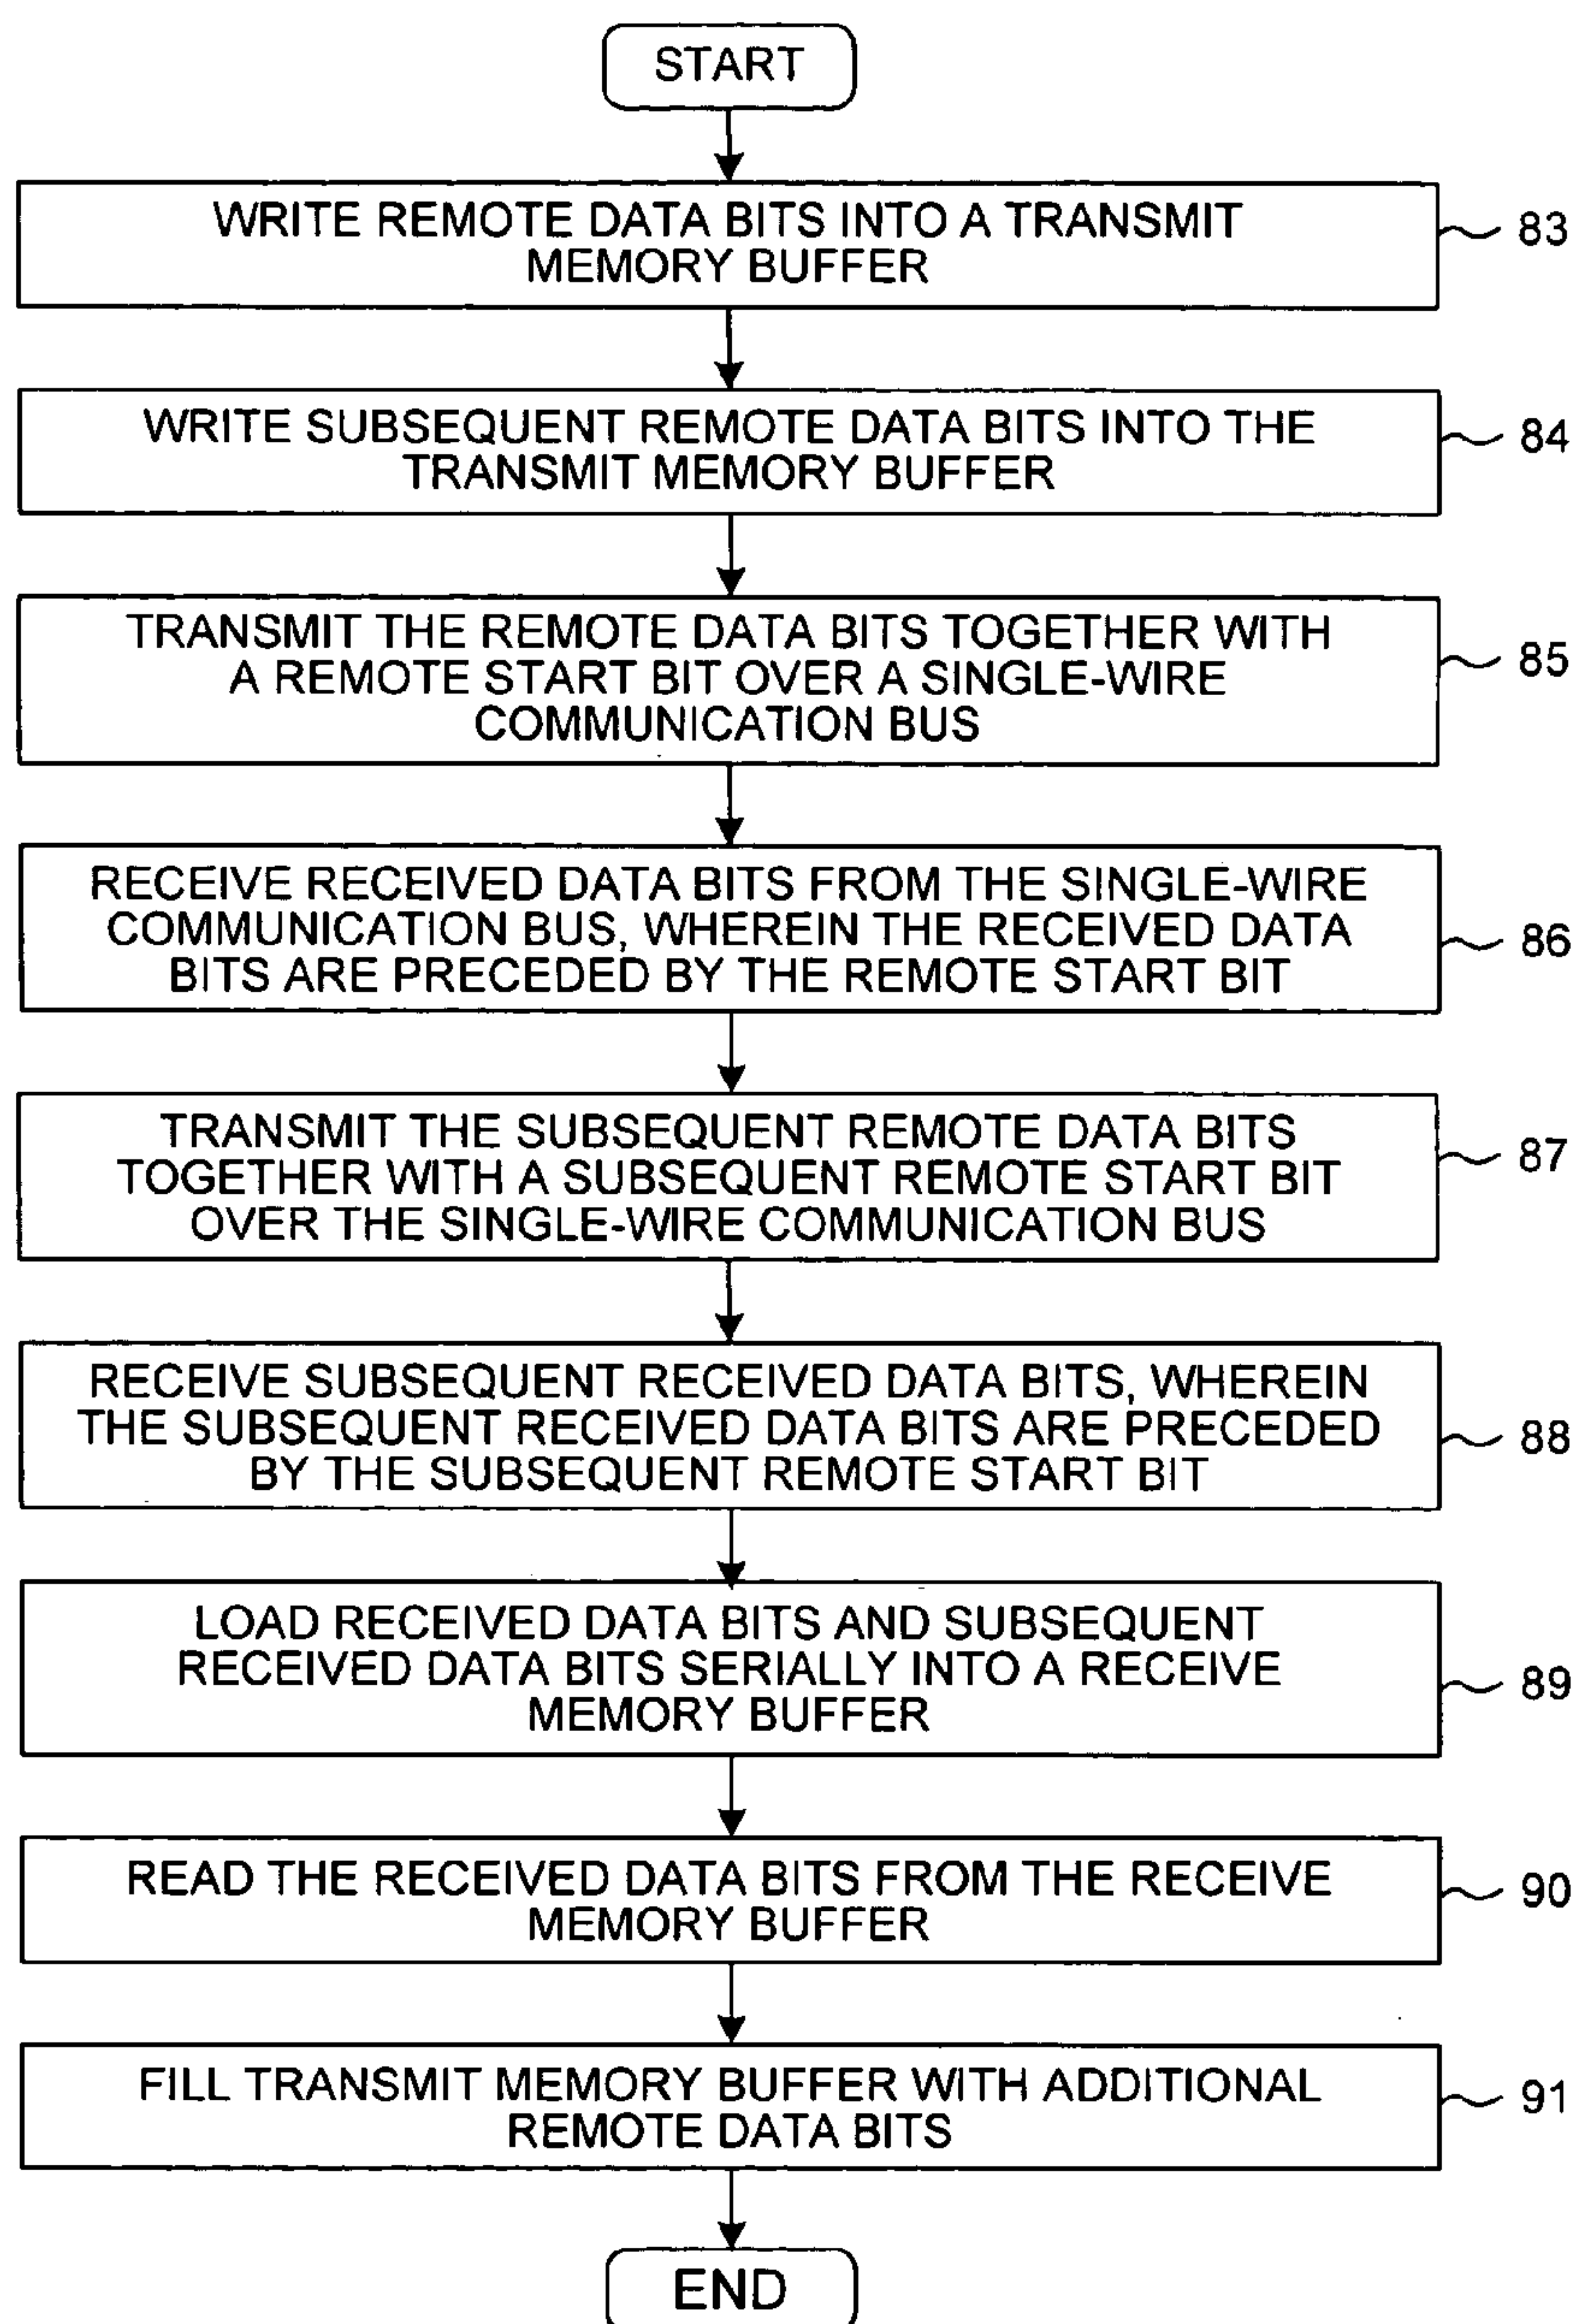 START
WRITE REMOTE DATA BITS INTO A TRANSMIT
MEMORY BUFFER
83
WRITE SUBSEQUENT REMOTE DATA BITS INTO THE
TRANSMIT MEMORY BUFFER
84
TRANSMIT THE REMOTE DATA BITS TOGETHER WITH
A REMOTE START BIT OVER A SINGLE-WIRE
COMMUNICATION BUS
85
RECEIVE RECEIVED DATA BITS FROM THE SINGLE-WIRE
COMMUNICATION BUS, WHEREIN THE RECEIVED DATA
BITS ARE PRECEDED BY THE REMOTE START BIT
86
TRANSMIT THE SUBSEQUENT REMOTE DATA BITS
TOGETHER WITH A SUBSEQUENT REMOTE START BIT
OVER THE SINGLE-WIRE COMMUNICATION BUS
87
RECEIVE SUBSEQUENT RECEIVED DATA BITS, WHEREIN
THE SUBSEQUENT RECEIVED DATA BITS ARE PRECEDED
BY THE SUBSEQUENT REMOTE START BIT
88
LOAD RECEIVED DATA BITS AND SUBSEQUENT
RECEIVED DATA BITS SERIALLY INTO A RECEIVE
MEMORY BUFFER
89
READ THE RECEIVED DATA BITS FROM THE RECEIVE
MEMORY BUFFER
90
FILL TRANSMIT MEMORY BUFFER WITH ADDITIONAL
REMOTE DATA BITS
91
END